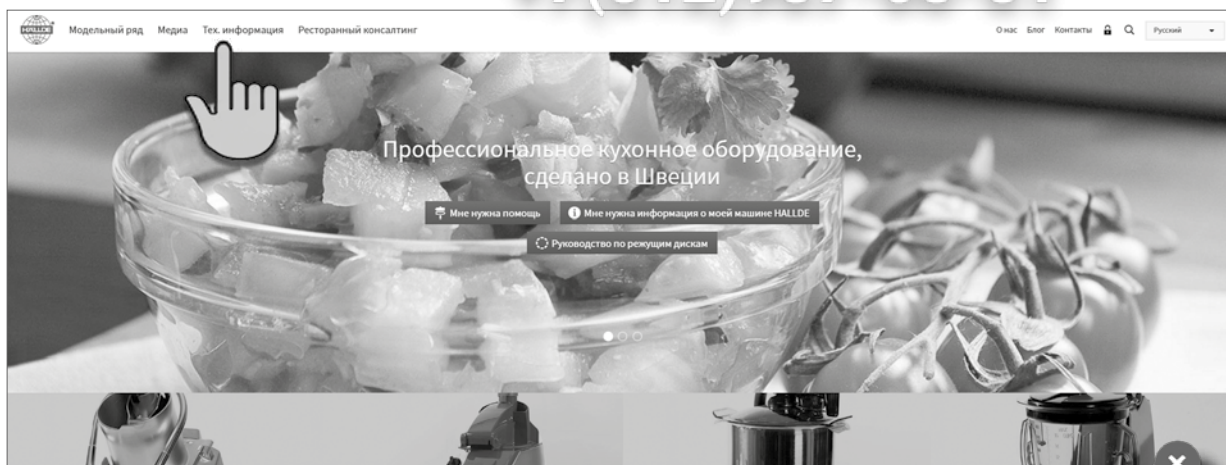 HALLDE
Модельный ряд Медиа Тех. информация Ресторанный консалтинг
О нас Блог Контакты Русский
Профессиональное кухонное оборудование,
сделано в Швеции
Мне нужна помощь
Мне нужна информация о моей машине HALLDE
Руководство по режущим дискам